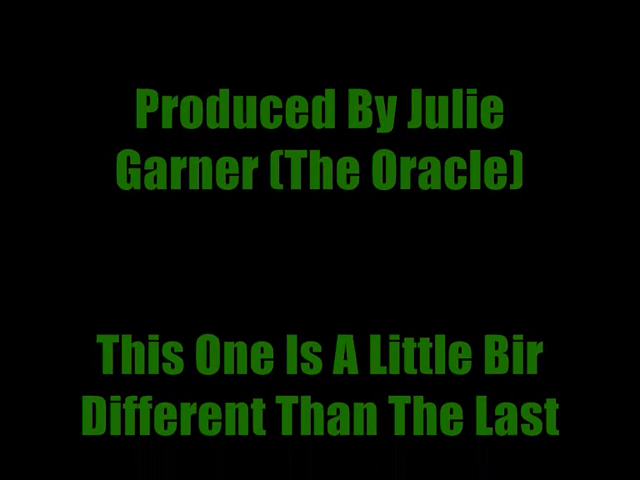 Produced By Julie
Garner (The Oracle)
This One Is A Little Bir
Different Than The Last